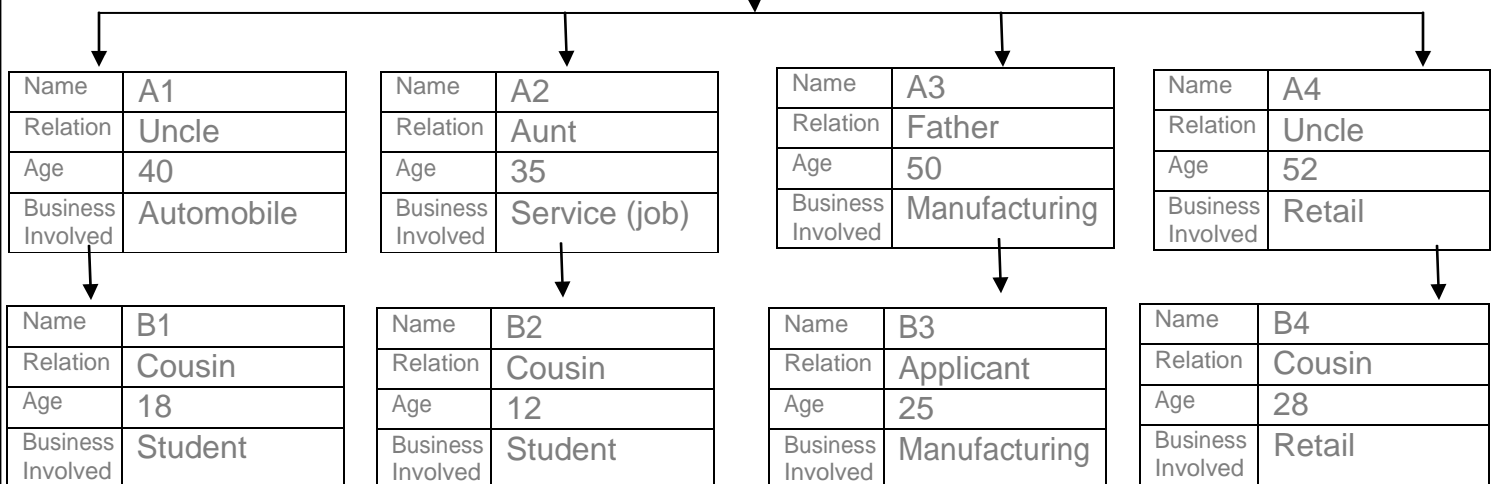 Name A1
Relation Uncle
Age 40
Business Involved Automobile
Name A2
Relation Aunt
Age 35
Business Involved Service (job)
Name A3
Relation Father
Age 50
Business Involved Manufacturing
Name A4
Relation Uncle
Age 52
Business Involved Retail
Name B1
Relation Cousin
Age 18
Business Involved Student
Name B2
Relation Cousin
Age 12
Business Involved Student
Name B3
Relation Applicant
Age 25
Business Involved Manufacturing
Name B4
Relation Cousin
Age 28
Business Involved Retail